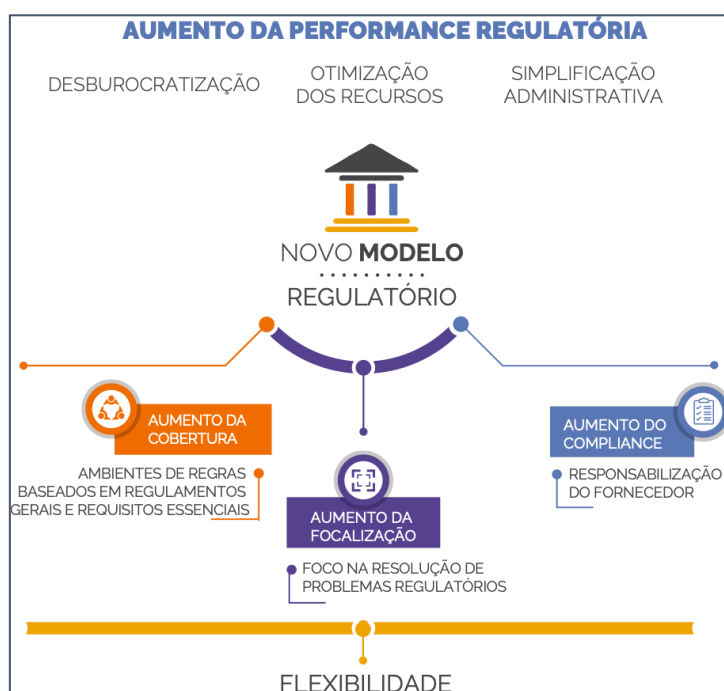 AUMENTO DA PERFORMANCE REGULATÓRIA
DESBUROCRATIZAÇÃO
OTIMIZAÇÃO
DOS RECURSOS
SIMPLIFICAÇÃO
ADMINISTRATIVA
NOVO MODELO
REGULATÓRIO
AUMENTO DA
COBERTURA
AMBIENTES DE REGRAS
BASEADOS EM REGULAMENTOS
GERAIS E REQUISITOS ESSENCIAIS
AUMENTO DA
FOCALIZAÇÃO
FOCO NA RESOLUÇÃO DE
PROBLEMAS REGULATÓRIOS
AUMENTO DO
COMPLIANCE
RESPONSABILIZAÇÃO
DO FORNECEDOR
FLEXIBILIDADE